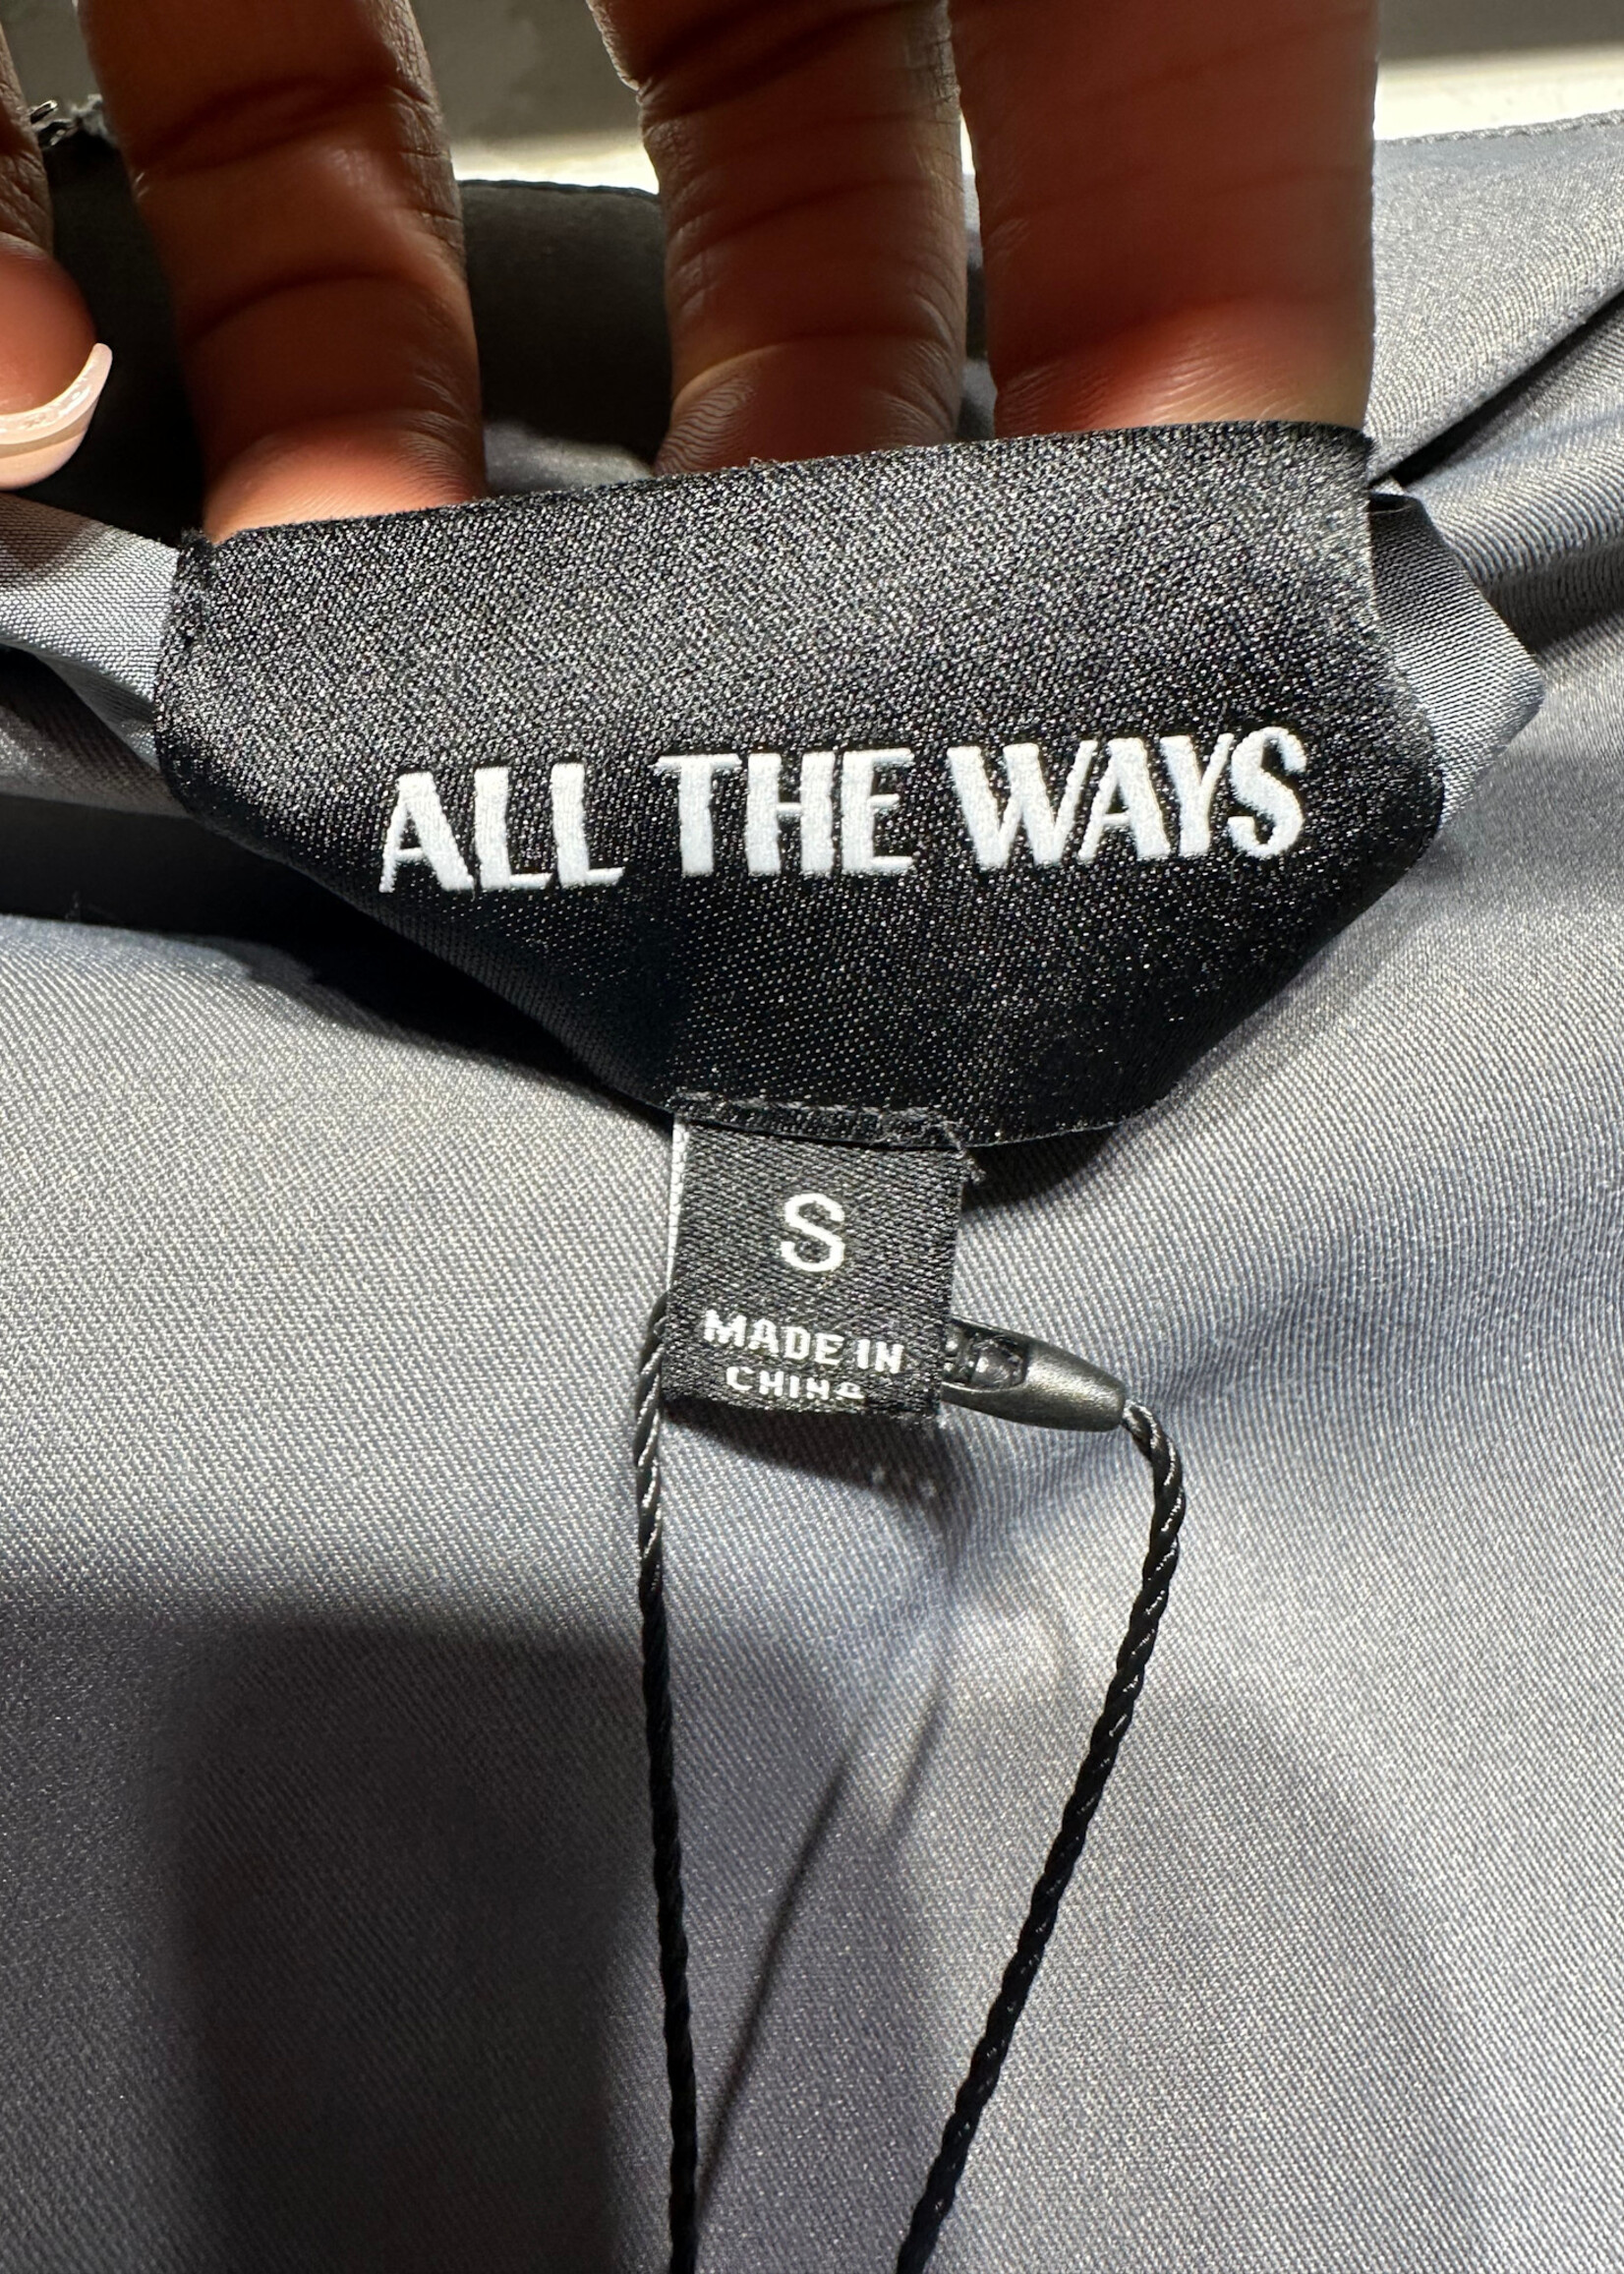 ALL THE WAYS
S
MADE IN
CHINA